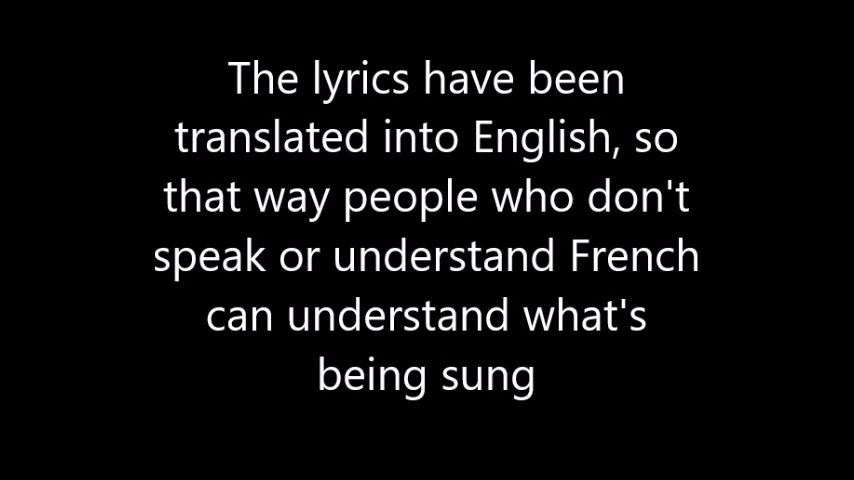 The lyrics have been
translated into English, so
that way people who don't
speak or understand French
can understand what's
being sung